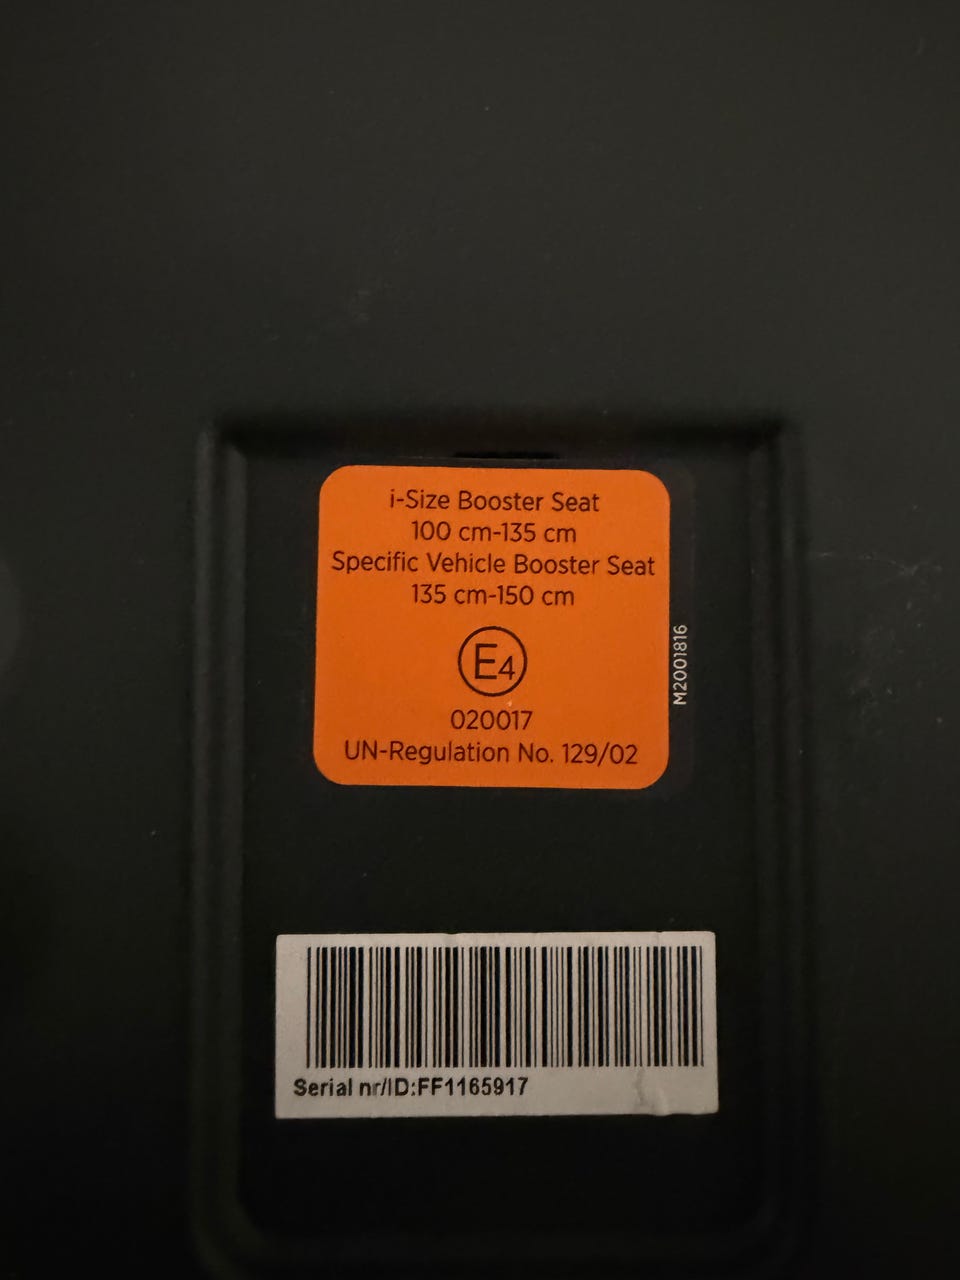 i-Size Booster Seat
100 cm-135 cm
Specific Vehicle Booster Seat
135 cm-150 cm
E4
020017
UN-Regulation No. 129/02
M2001816
Serial nr/ID:FF1165917